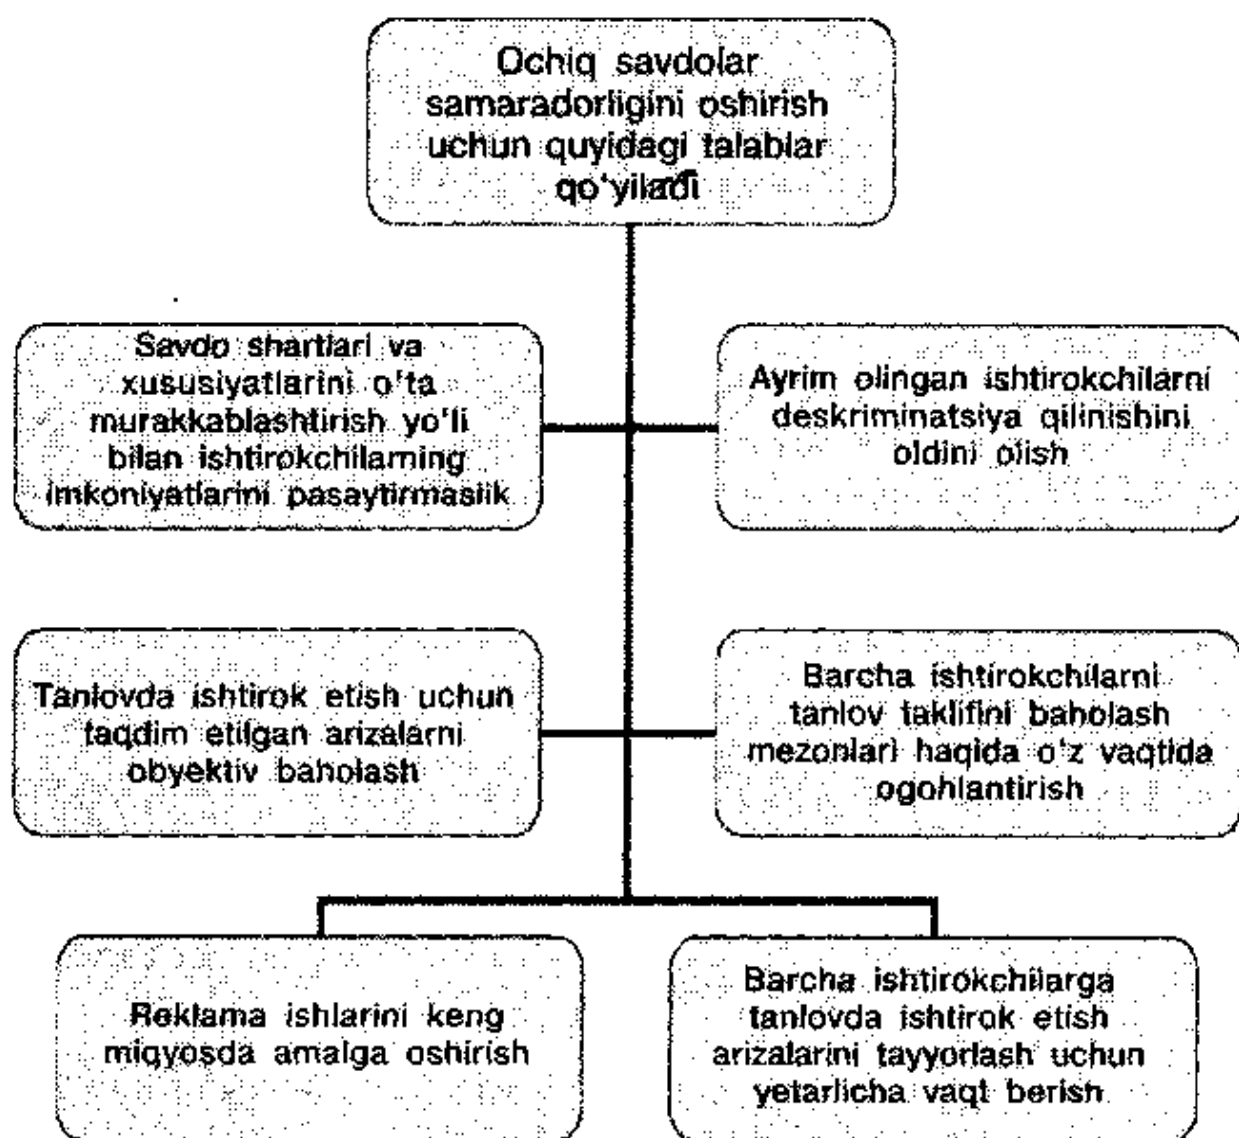 Ochiq savdolar
samaradorligini oshirish
uchun quyidagi talablar
qo'yiladi
Savdo shartlari va
xususiyatlarini o'ta
murakkablashtirish yo'li
bilan ishtirokchilarning
imkoniyatlarini pasaytirmaslik
Ayrim olingan ishtirokchilarni
deskriminatsiya qilinishini
oldini olish
Tanlovda ishtirok etish uchun
taqdim etilgan arizalarni
obyektiv baholash
Barcha ishtirokchilarni
tanlov taklifini baholash
mezonlari haqida o'z vaqtida
ogohlantirish
Reklama ishlarini keng
miqyosda amalga oshirish
Barcha ishtirokchilarga
tanlovda ishtirok etish
arizalarini tayyorlash uchun
yetarlicha vaqt berish